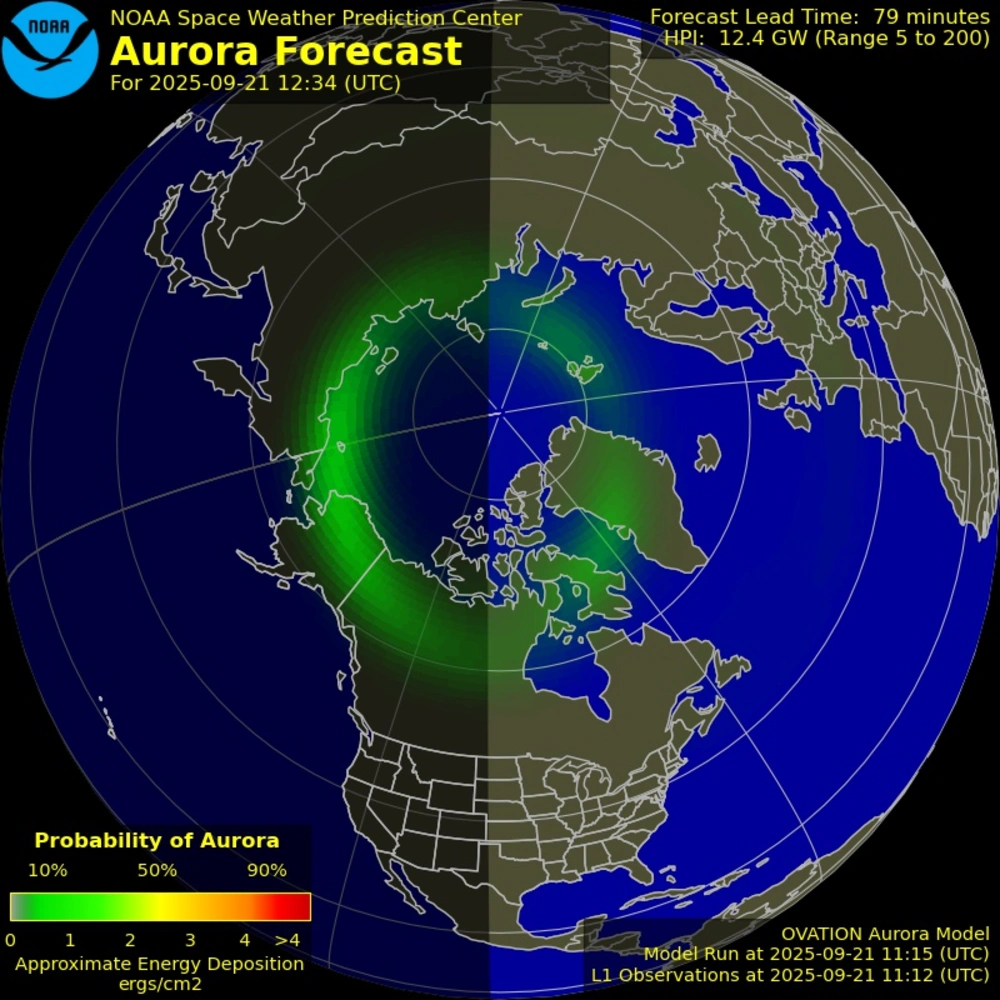 NOAA
NOAA Space Weather Prediction Center
Aurora Forecast
For 2025-09-21 12:34 (UTC)
Forecast Lead Time: 79 minutes
HPI: 12.4 GW (Range 5 to 200)
Probability of Aurora
10% 50% 90%
0 1 2 3 4 >4
Approximate Energy Deposition
ergs/cm2
OVATION Aurora Model
Model Run at 2025-09-21 11:15 (UTC)
L1 Observations at 2025-09-21 11:12 (UTC)